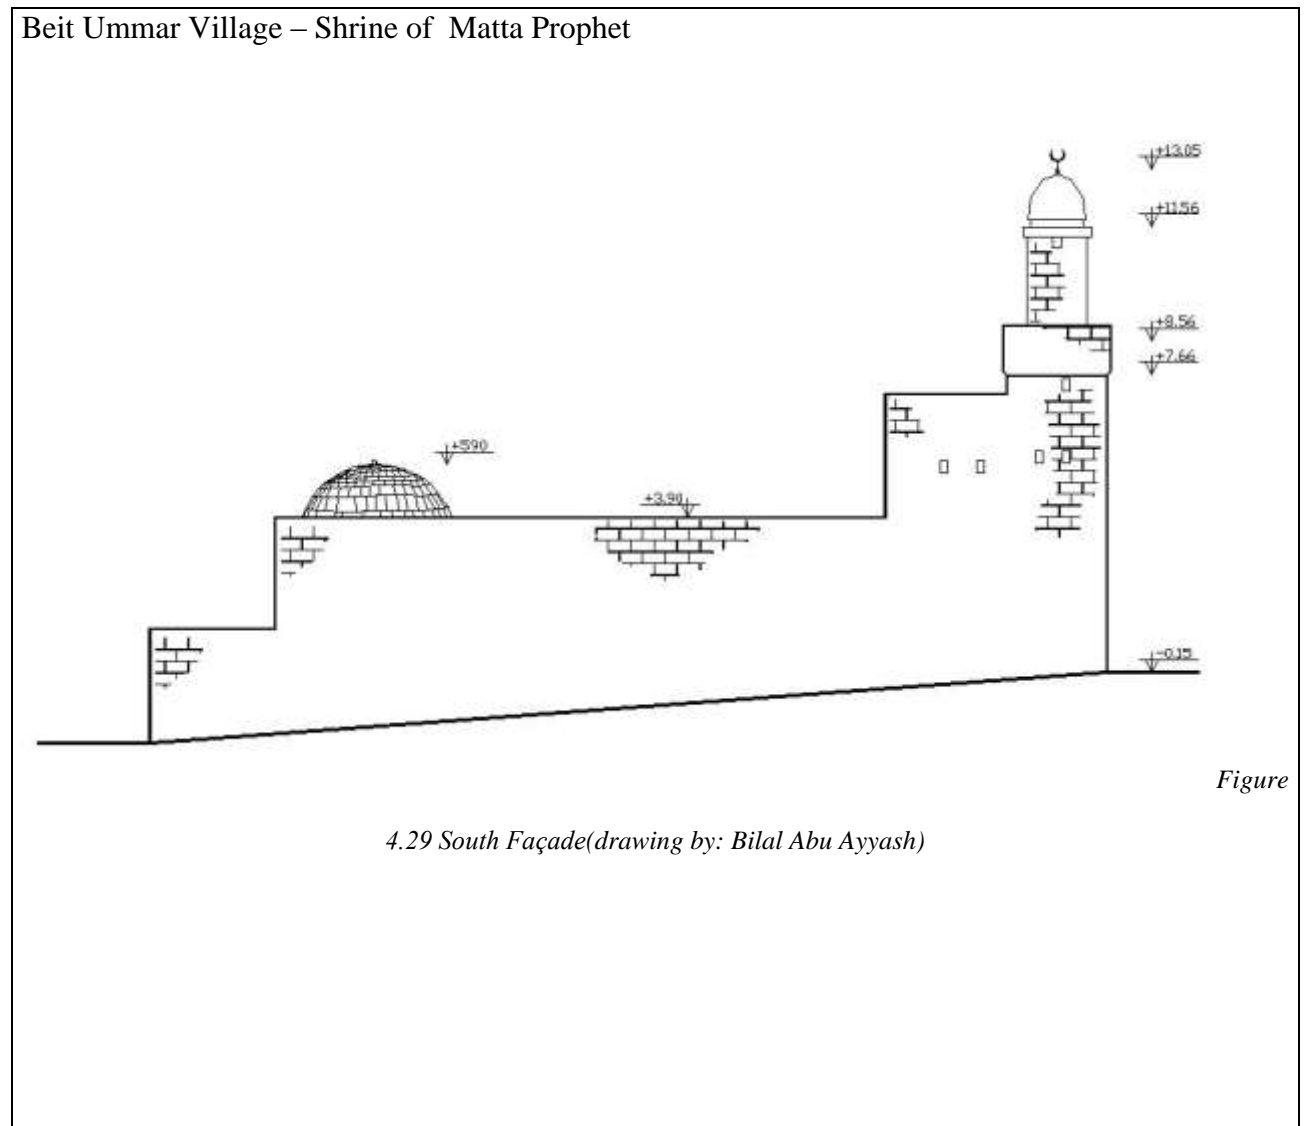 Beit Ummar Village – Shrine of  Matta Prophet
+13.05
+11.56
+8.56
+7.66
+590
+3.90
-0.15
Figure
4.29 South Façade(drawing by: Bilal Abu Ayyash)